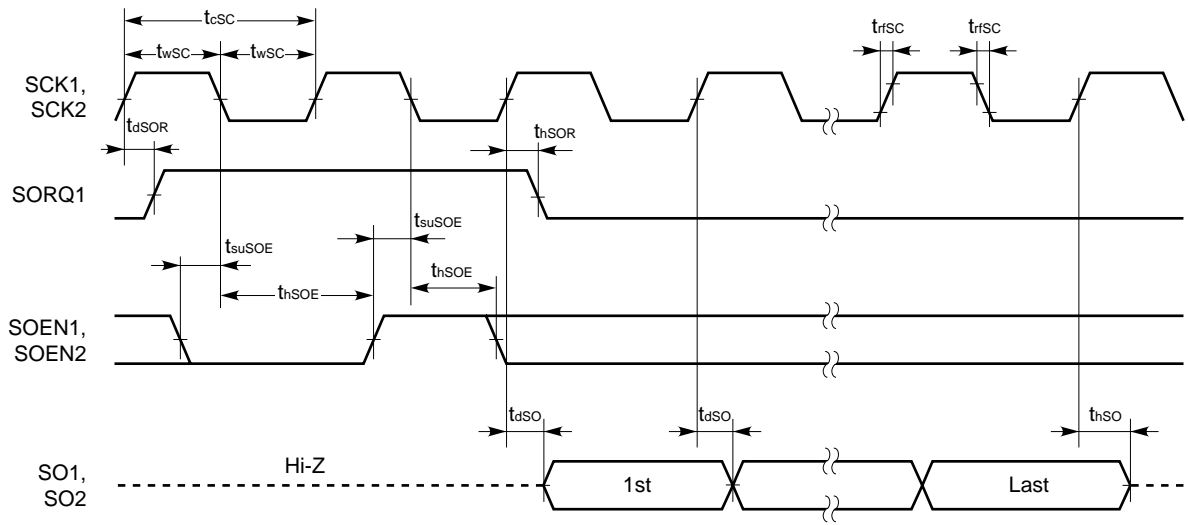 tcSC
twSC twSC trfSC trfSC
SCK1,
SCK2
tdSOR thSOR
SORQ1
tsuSOE tsuSOE
thSOE thSOE
SOEN1,
SOEN2
tdSO tdSO thSO
Hi-Z
SO1,
SO2
1st Last